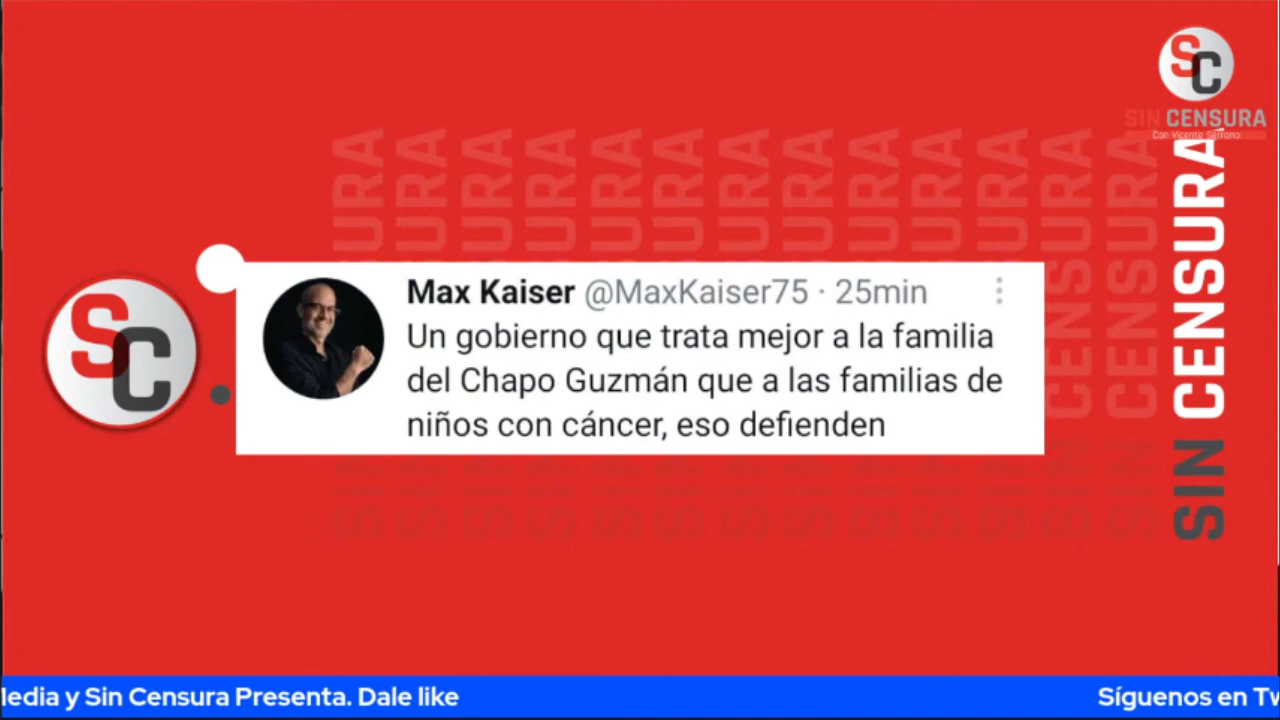 SC
SIN CENSURA
Con Vicente Serrano
SIN CENSURA
SC
Max Kaiser @MaxKaiser75 · 25min
Un gobierno que trata mejor a la familia
del Chapo Guzmán que a las familias de
niños con cáncer, eso defienden
Media y Sin Censura Presenta. Dale like
Síguenos en Tw